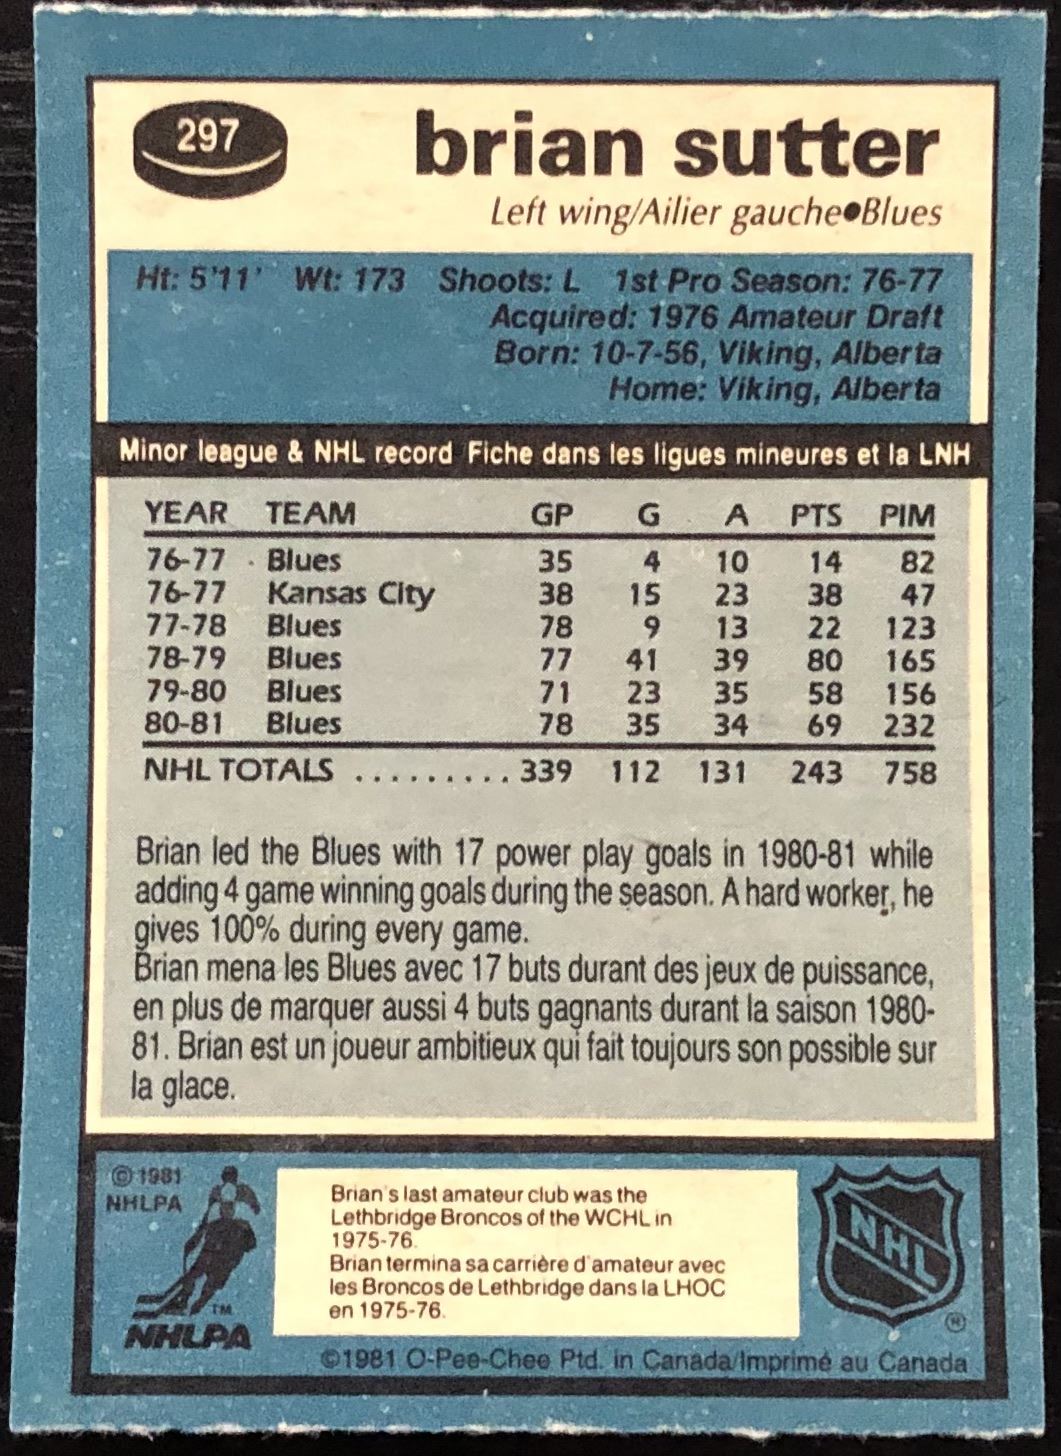 297
brian sutter
Left wing/Ailier gauche●Blues
Ht: 5'11' Wt: 173 Shoots: L 1st Pro Season: 76-77
Acquired: 1976 Amateur Draft
Born: 10-7-56, Viking, Alberta
Home: Viking, Alberta
Minor league & NHL record Fiche dans les ligues mineures et la LNH
YEAR TEAM GP G A PTS PIM
76-77 Blues 35 4 10 14 82
76-77 Kansas City 38 15 23 38 47
77-78 Blues 78 9 13 22 123
78-79 Blues 77 41 39 80 165
79-80 Blues 71 23 35 58 156
80-81 Blues 78 35 34 69 232
NHL TOTALS ......... 339 112 131 243 758
Brian led the Blues with 17 power play goals in 1980-81 while
adding 4 game winning goals during the season. A hard worker, he
gives 100% during every game.
Brian mena les Blues avec 17 buts durant des jeux de puissance,
en plus de marquer aussi 4 buts gagnants durant la saison 1980-
81. Brian est un joueur ambitieux qui fait toujours son possible sur
la glace.
© 1981
NHLPA
TM
NHLPA
Brian's last amateur club was the
Lethbridge Broncos of the WCHL in
1975-76.
Brian termina sa carrière d'amateur avec
les Broncos de Lethbridge dans la LHOC
en 1975-76.
NHL
®
©1981 O-Pee-Chee Ptd. in Canada/Imprimé au Canada